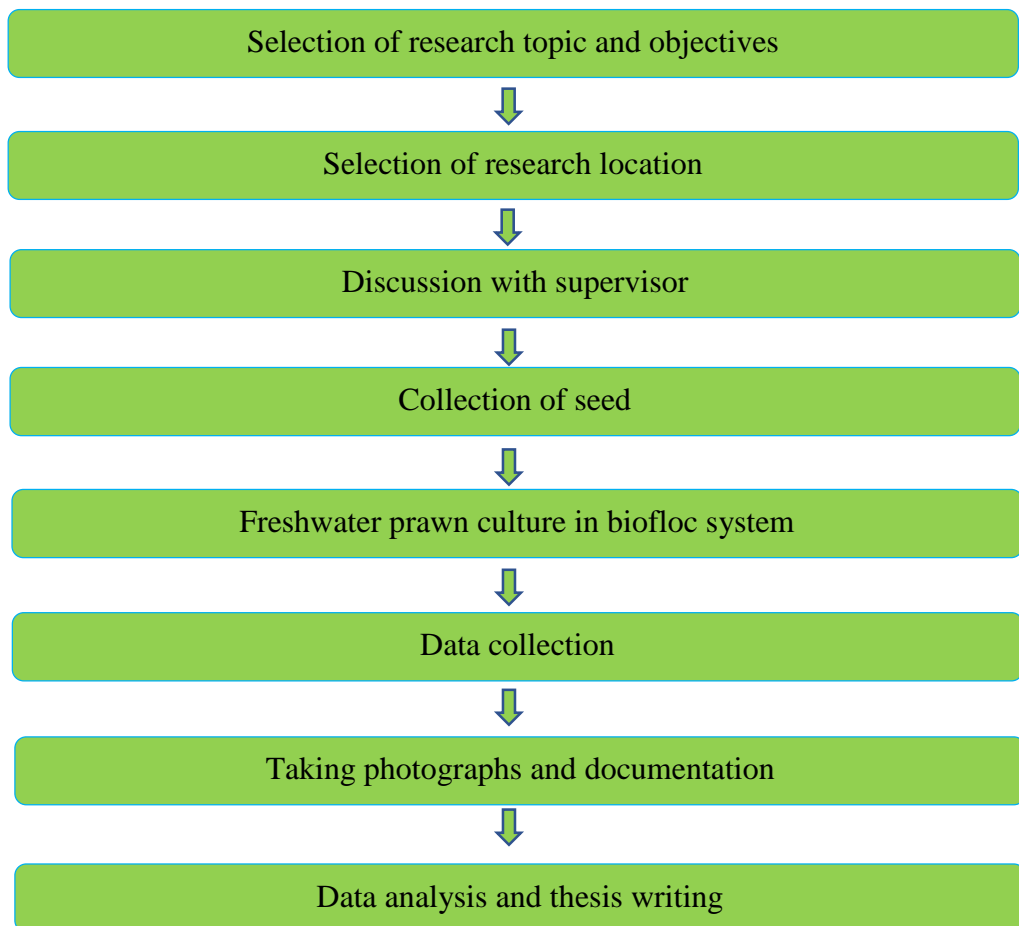 Selection of research topic and objectives
Selection of research location
Discussion with supervisor
Collection of seed
Freshwater prawn culture in biofloc system
Data collection
Taking photographs and documentation
Data analysis and thesis writing